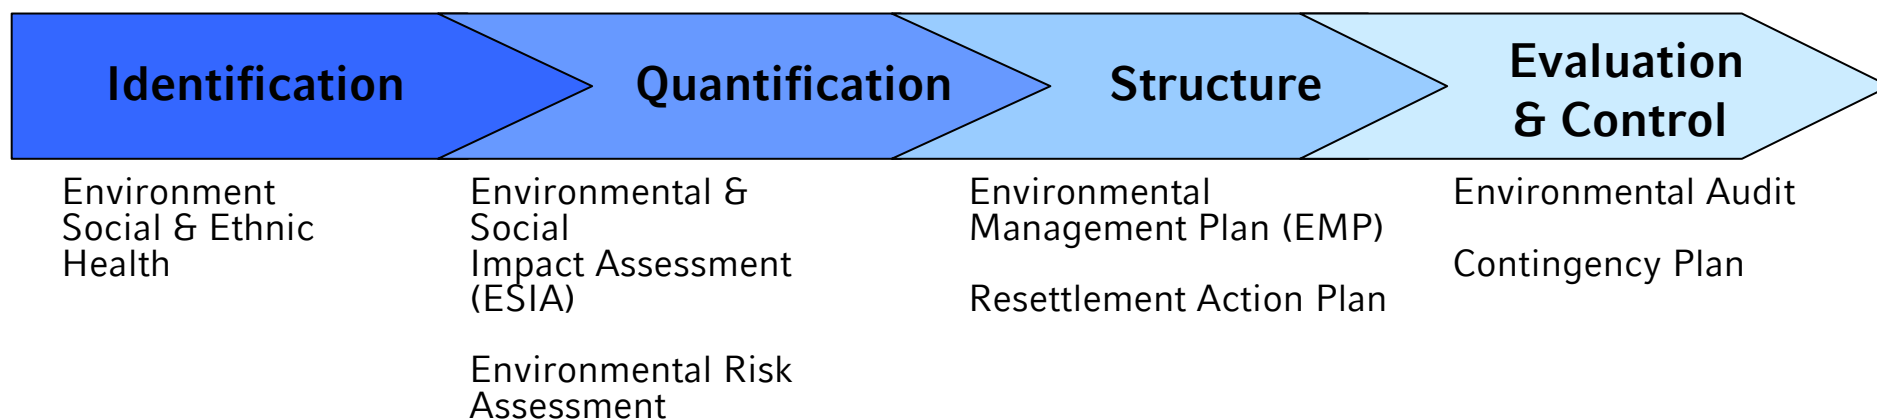 Identification
Quantification
Structure
Evaluation
& Control
Environment
Social & Ethnic
Health
Environmental &
Social
Impact Assessment
(ESIA)
Environmental Risk
Assessment
Environmental
Management Plan (EMP)
Resettlement Action Plan
Environmental Audit
Contingency Plan